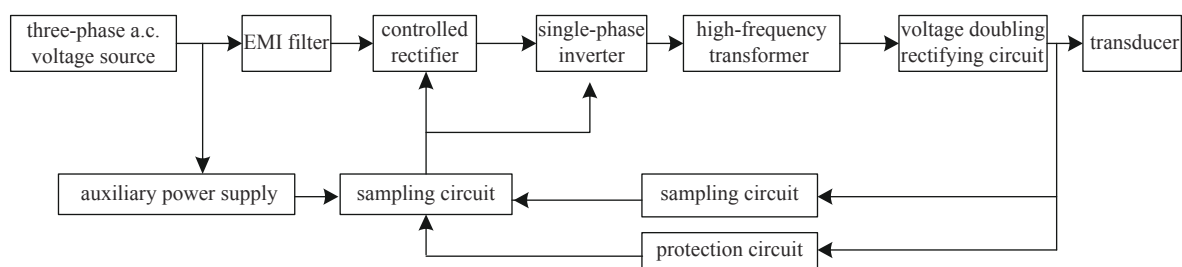 three-phase a.c.
voltage source
EMI filter
controlled
rectifier
single-phase
inverter
high-frequency
transformer
voltage doubling
rectifying circuit
transducer
auxiliary power supply
sampling circuit
sampling circuit
protection circuit